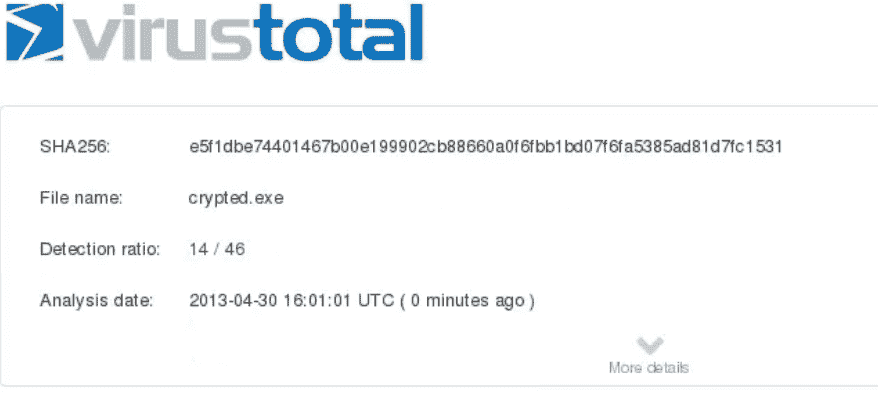 virustotal
SHA256: e5f1dbe74401467b00e199902cb88660a0f6fbb1bd07f6fa5385ad81d7fc1531
File name: crypted.exe
Detection ratio: 14 / 46
Analysis date: 2013-04-30 16:01:01 UTC ( 0 minutes ago )
More details